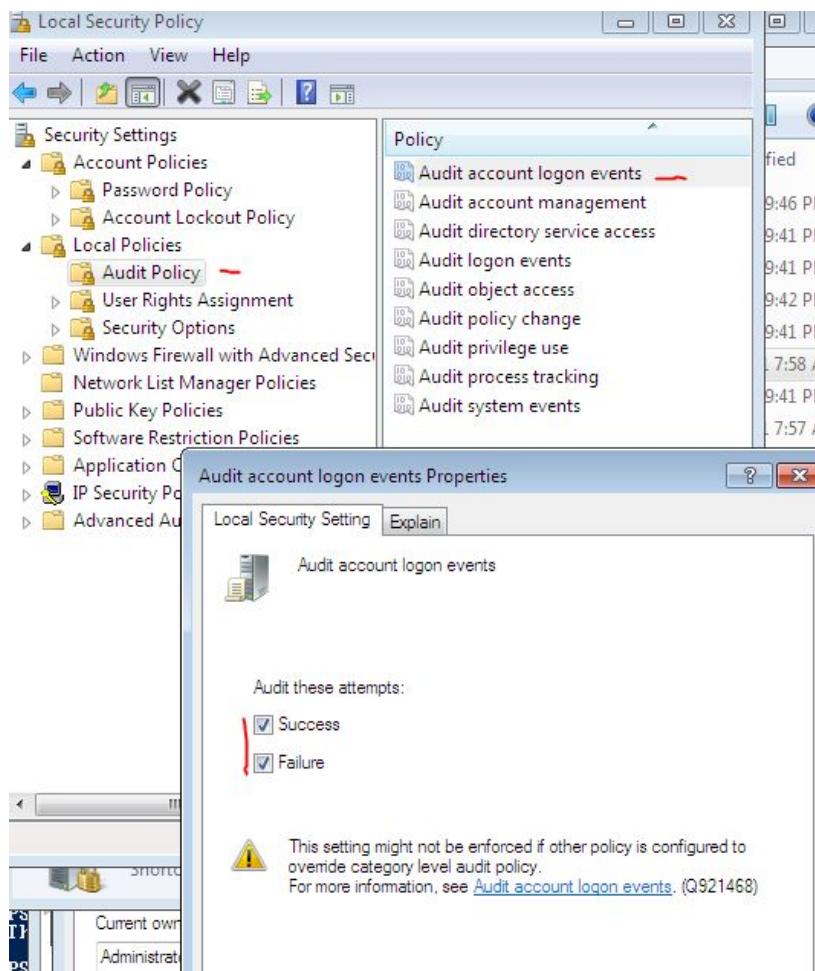 Local Security Policy
File Action View Help
Security Settings
Account Policies
Password Policy
Account Lockout Policy
Local Policies
Audit Policy
User Rights Assignment
Security Options
Windows Firewall with Advanced Secu
Network List Manager Policies
Public Key Policies
Software Restriction Policies
Application C
IP Security Po
Advanced Au
Policy
Audit account logon events
Audit account management
Audit directory service access
Audit logon events
Audit object access
Audit policy change
Audit privilege use
Audit process tracking
Audit system events
fied
9:46 P
9:41 P
9:41 P
9:42 P
9:41 P
7:58
9:41 P
7:57
Audit account logon events Properties
Local Security Setting Explain
Audit account logon events
Audit these attempts:
Success
Failure
This setting might not be enforced if other policy is configured to
override category level audit policy.
For more information, see Audit account logon events. (Q921468)
Current own
Administrat